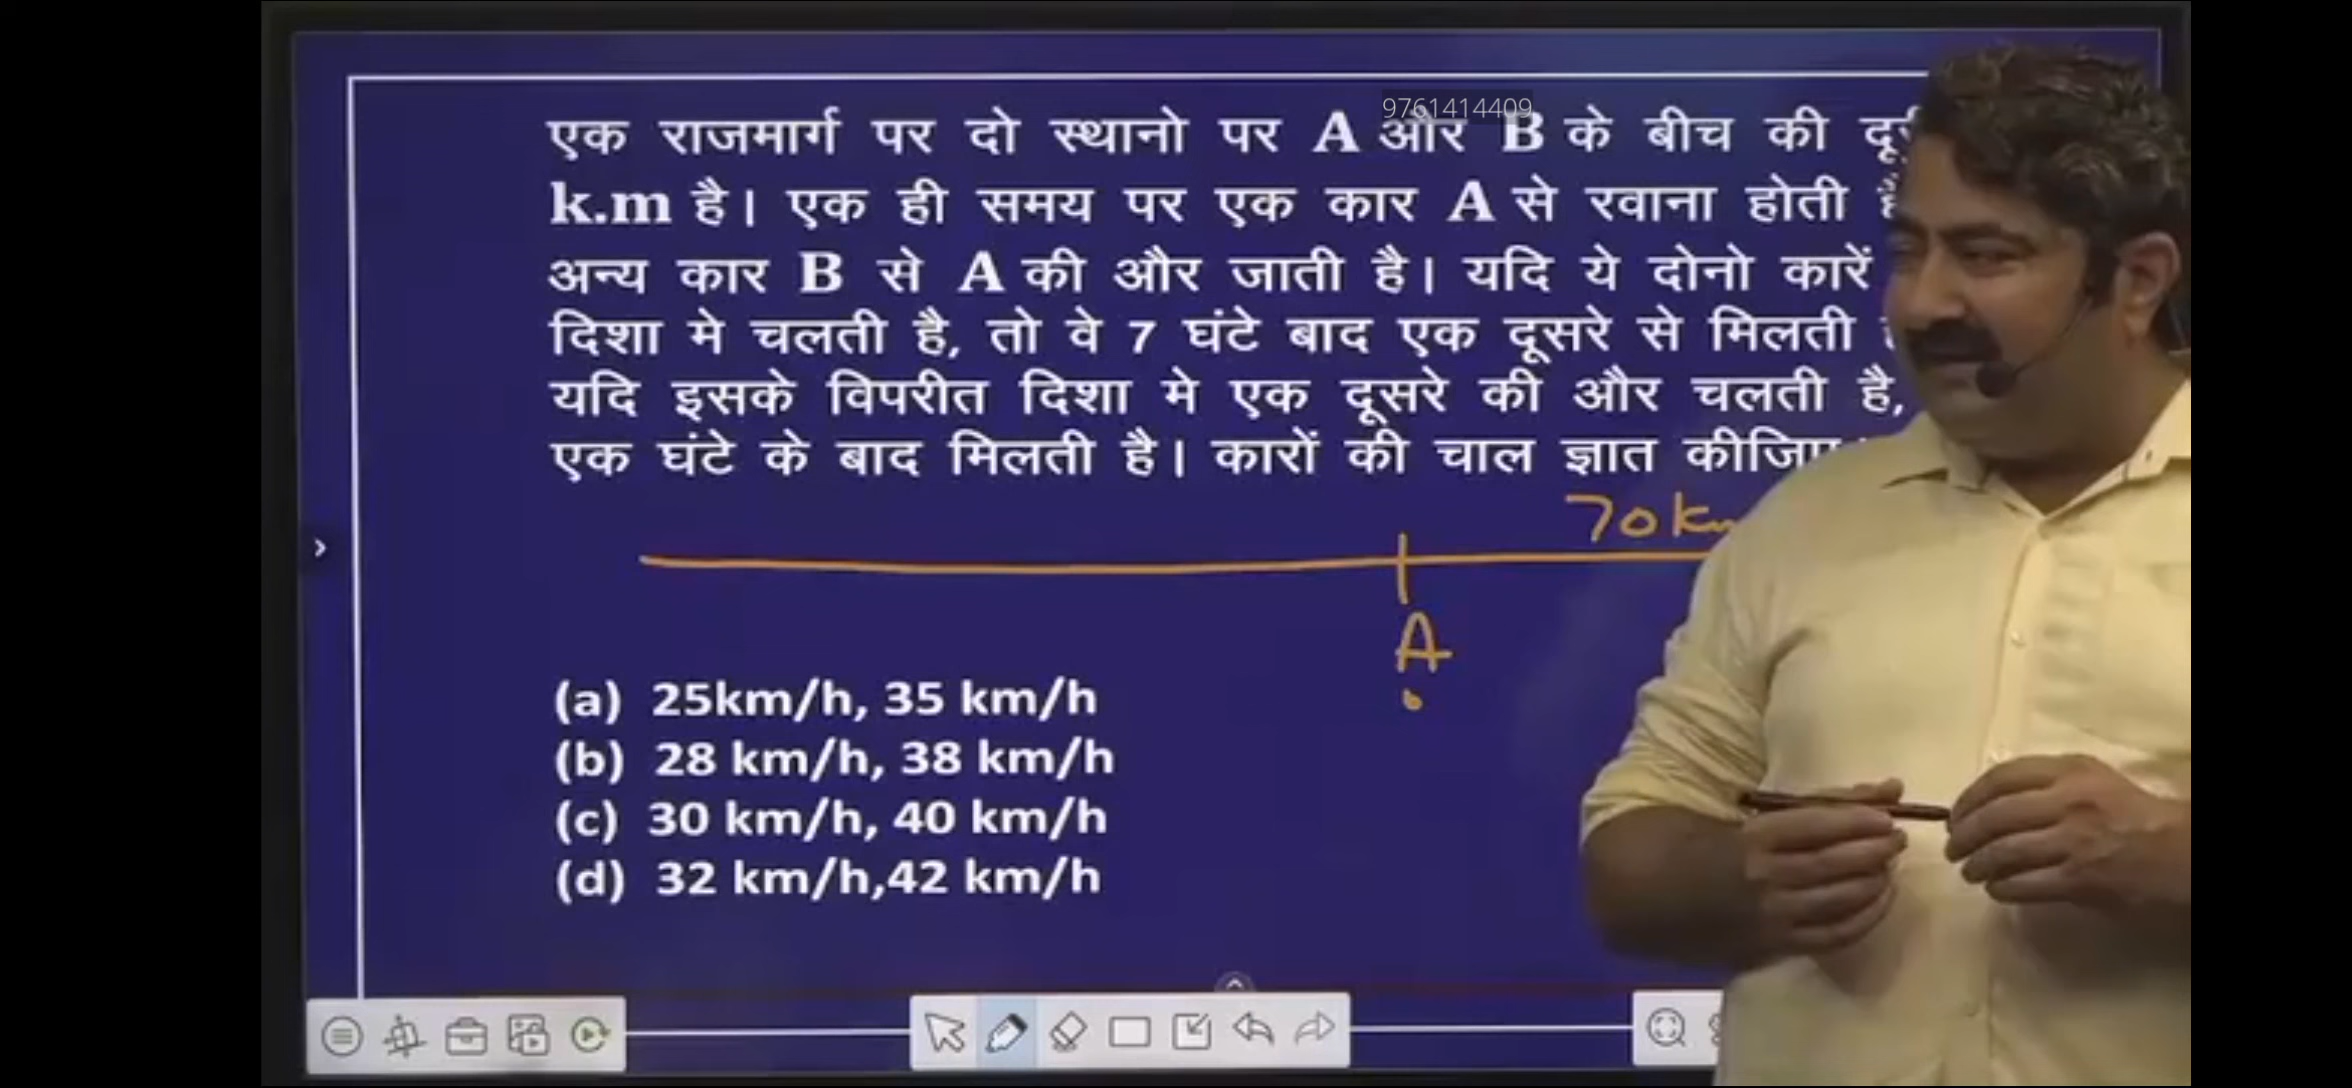 9761414409
एक राजमार्ग पर दो स्थानो पर A और B के बीच की
k.m है। एक ही समय पर एक कार A से रवाना होती
अन्य कार B से A की और जाती है। यदि ये दोनो कारें
दिशा मे चलती है, तो वे 7 घंटे बाद एक दूसरे से मिलती
यदि इसके विपरीत दिशा मे एक दूसरे की और चलती है,
एक घंटे के बाद मिलती है। कारों की चाल ज्ञात
70 km
A
(a) 25km/h, 35 km/h
(b) 28 km/h, 38 km/h
(c) 30 km/h, 40 km/h
(d) 32 km/h,42 km/h